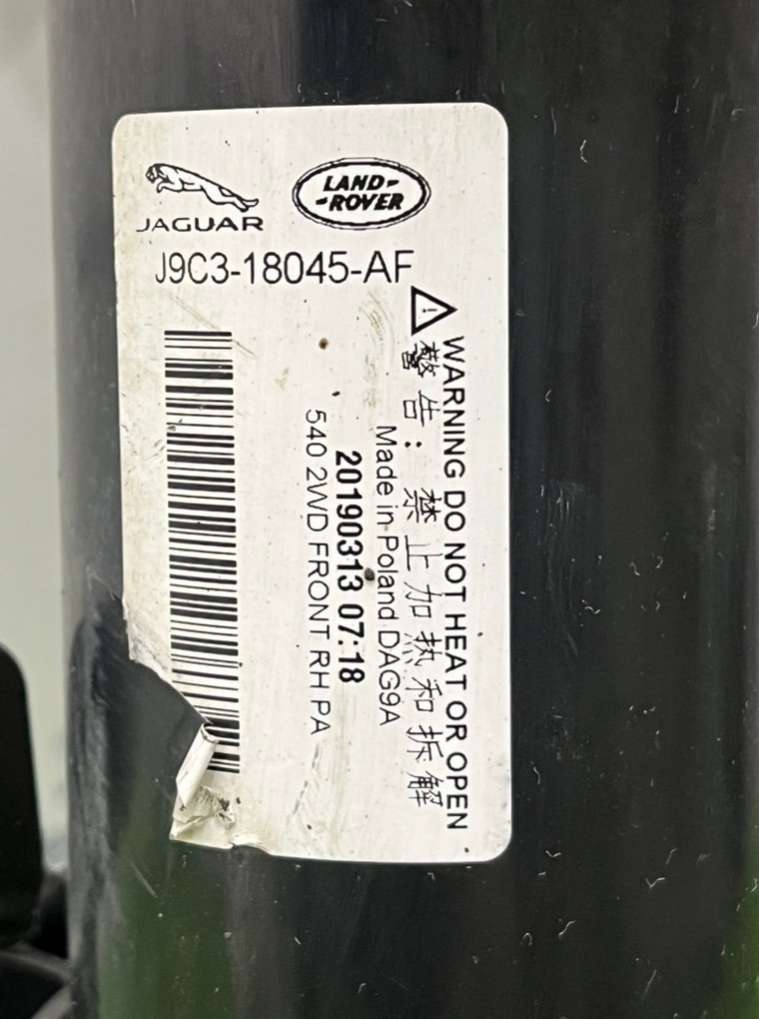 JAGUAR
LAND-
-ROVER
J9C3-18045-AF
WARNING DO NOT HEAT OR OPEN
警告：禁止加热和拆解
Made in Poland DAG9A
20190313 07:18
540 2WD FRONT RH PA